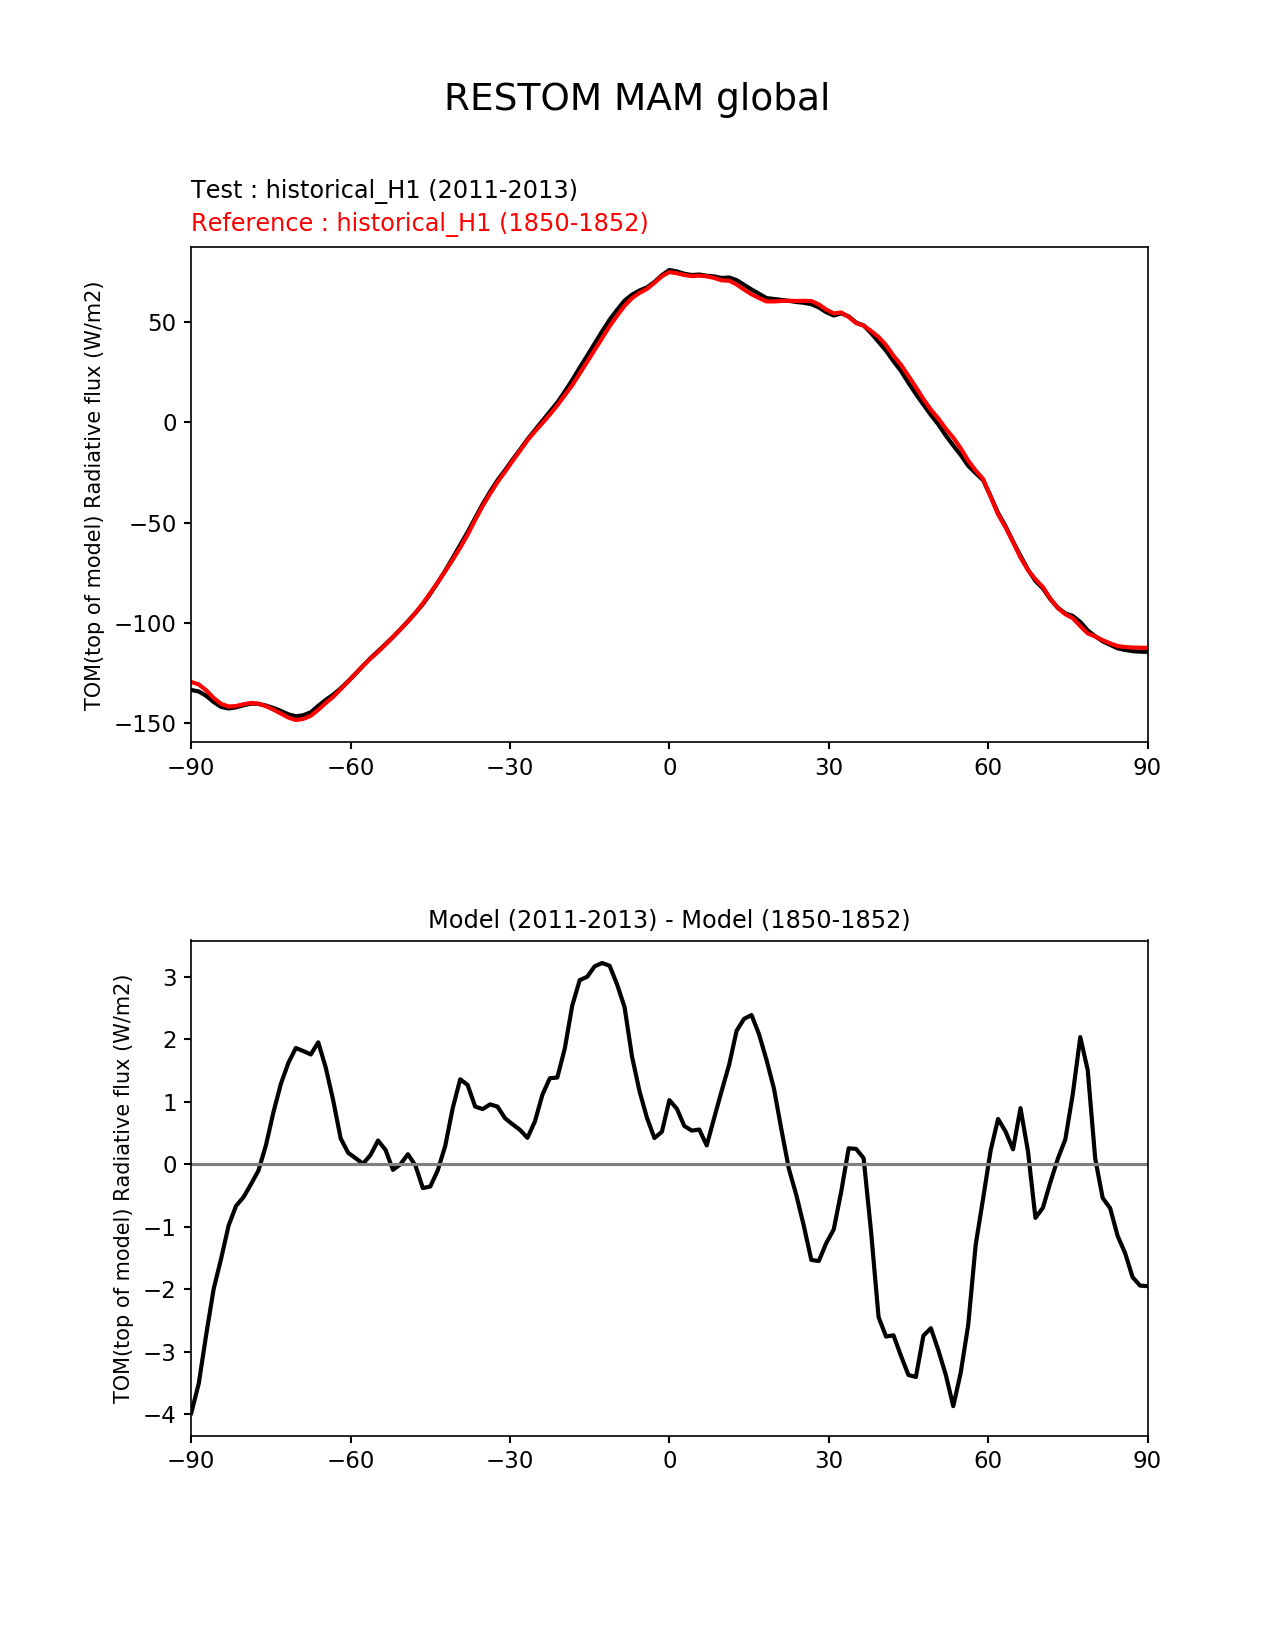 RESTOM MAM global
Test : historical_H1 (2011-2013)
Reference : historical_H1 (1850-1852)
TOM(top of model) Radiative flux (W/m2)
50
0
−50
−100
−150
−90 −60 −30 0 30 60 90
Model (2011-2013) - Model (1850-1852)
TOM(top of model) Radiative flux (W/m2)
3
2
1
0
−1
−2
−3
−4
−90 −60 −30 0 30 60 90